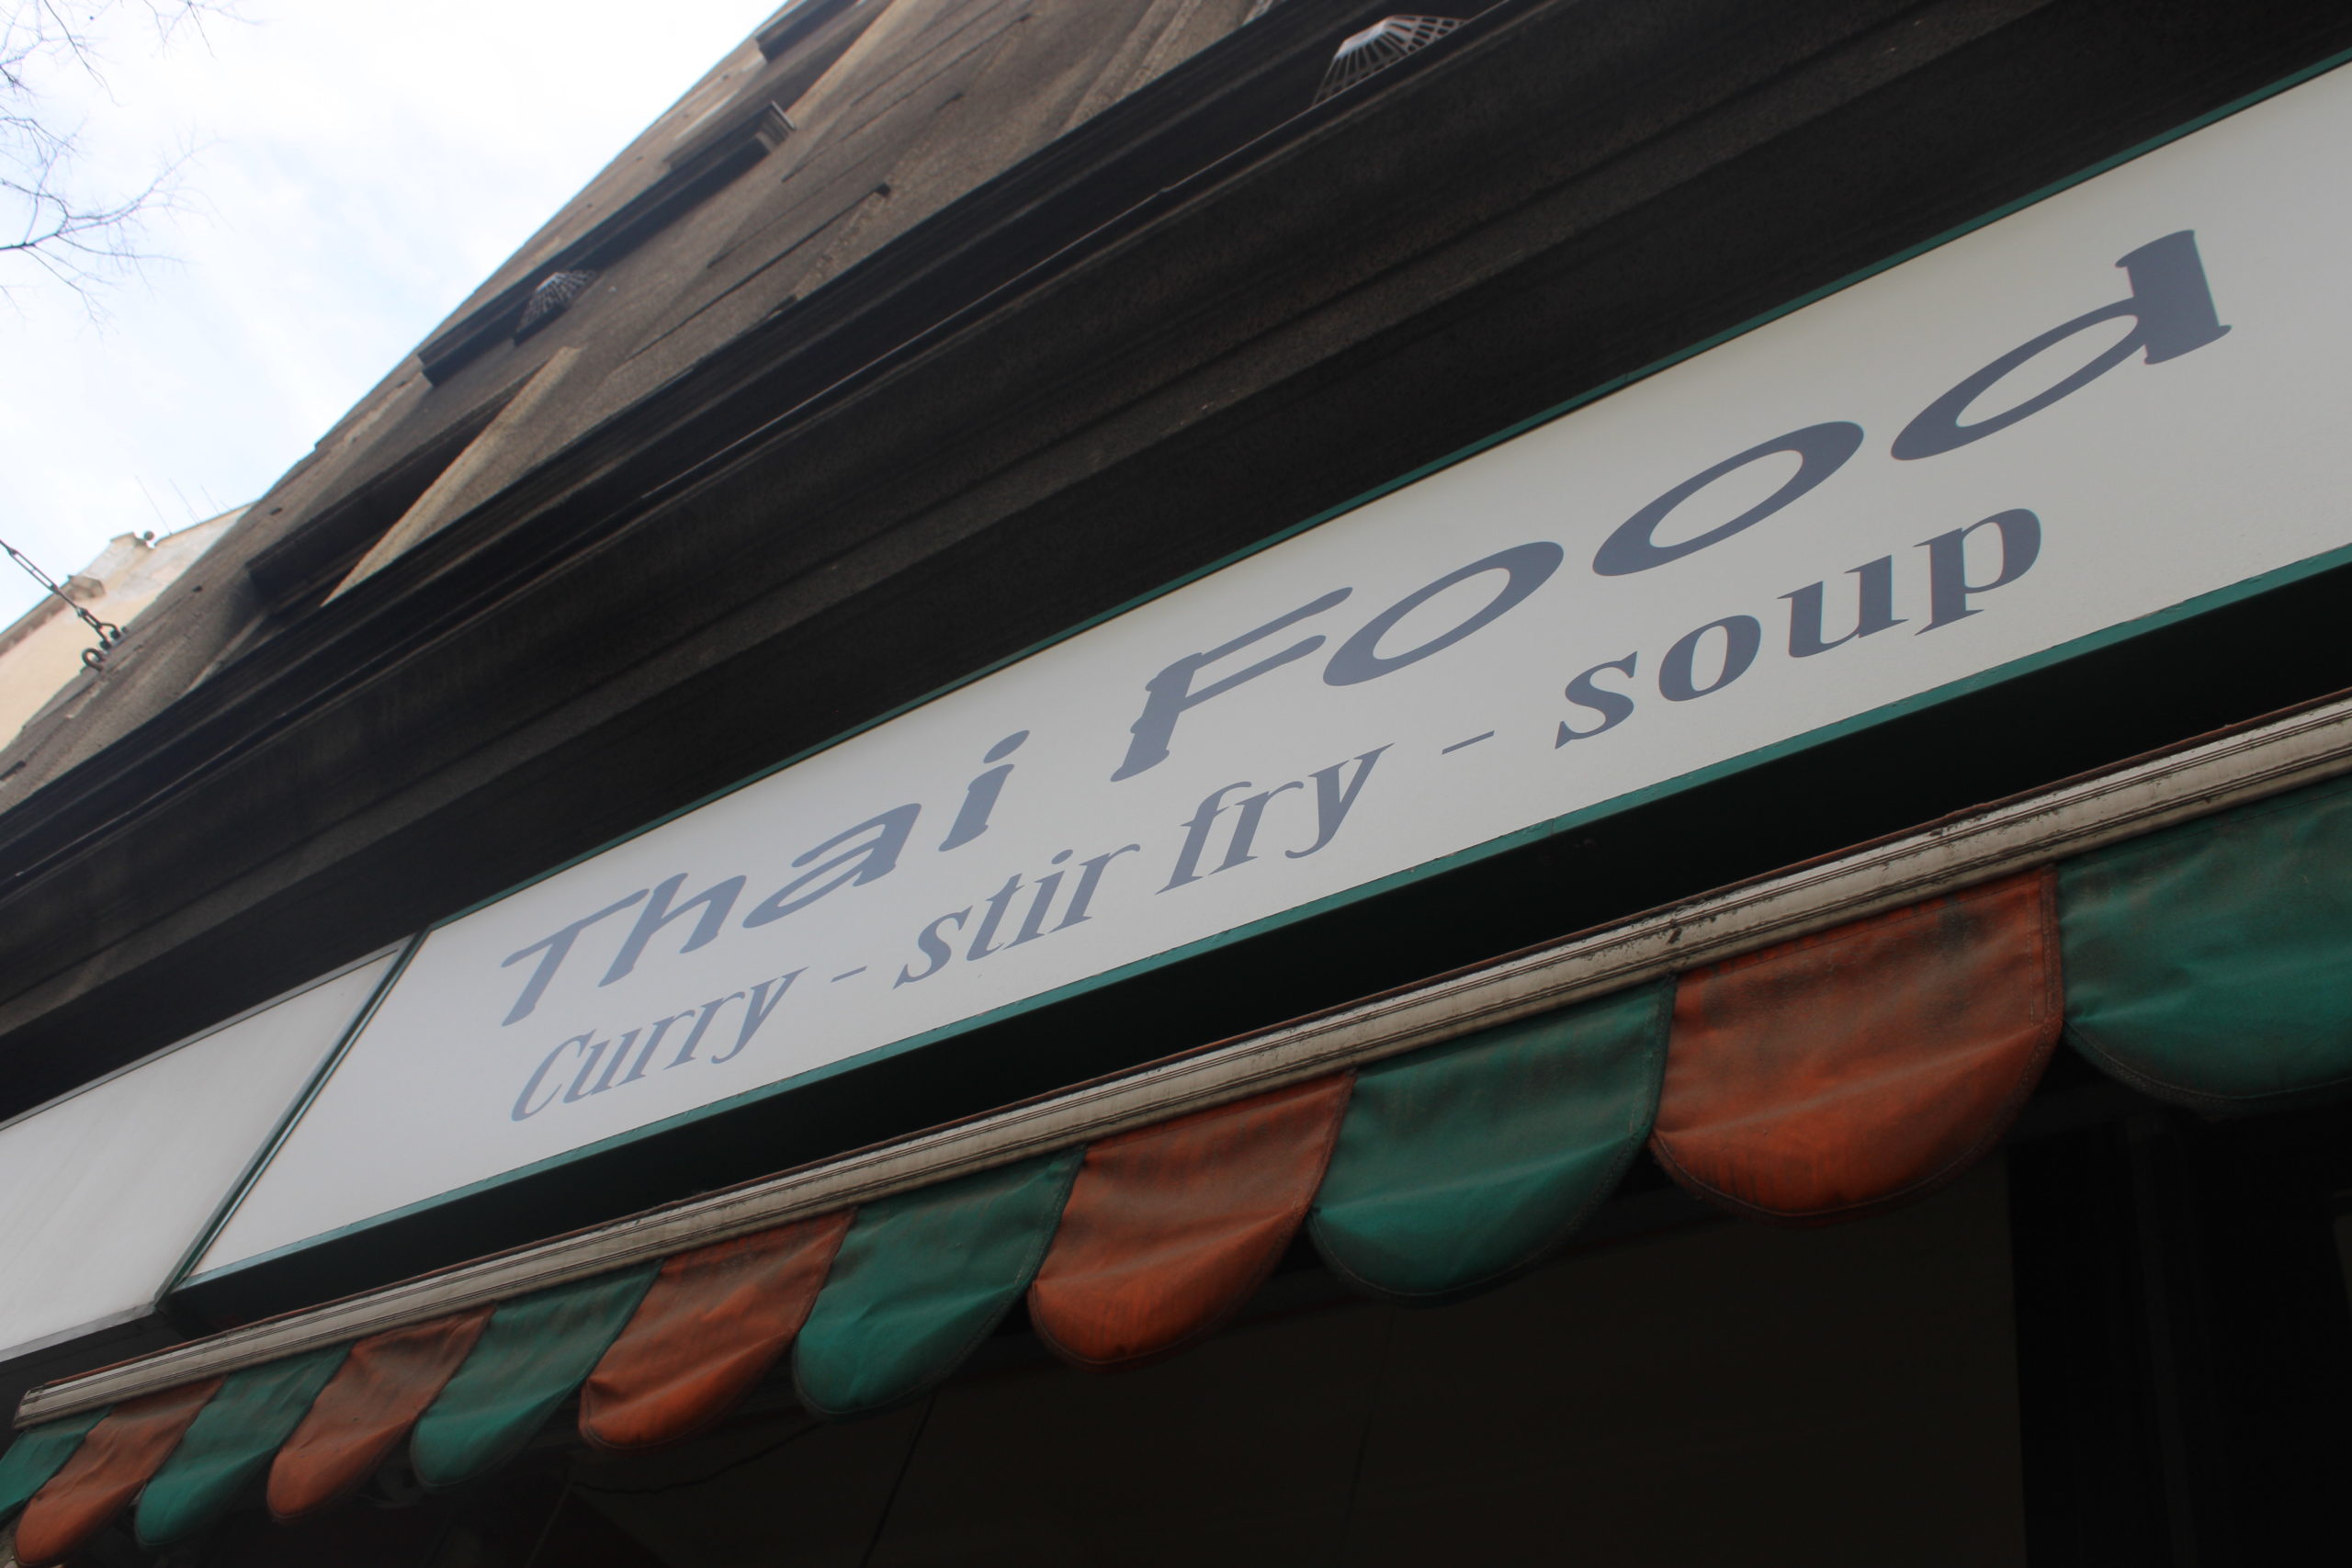 Thai Food
Curry - stir fry - soup